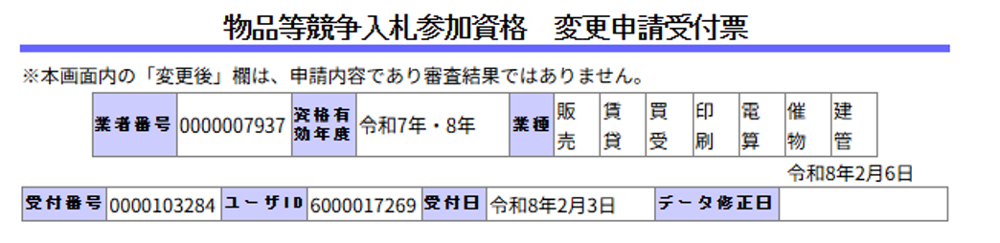 物品等競争入札参加資格　変更申請受付票
※本画面内の「変更後」欄は、申請内容であり審査結果ではありません。
業者番号 0000007937 資格有効年度 令和7年・8年 業種 販売 賃貸 買受 印刷 電算 催物 建管
令和8年2月6日
受付番号 0000103284 ユーザID 6000017269 受付日 令和8年2月3日 データ修正日